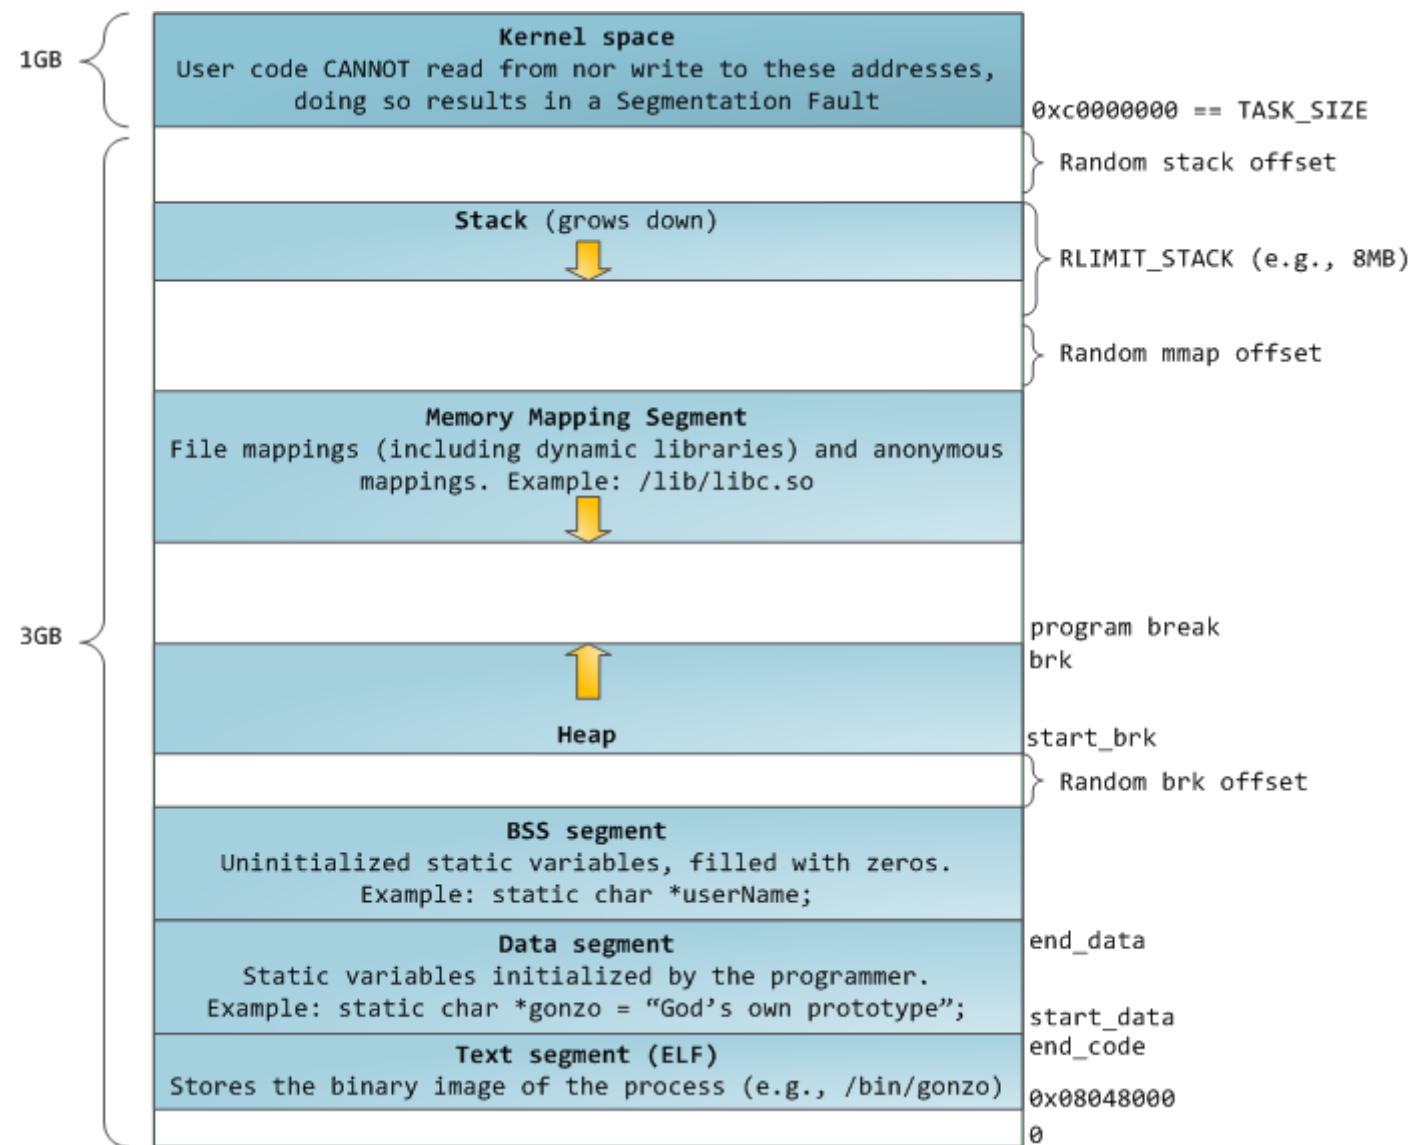 Kernel space
1GB
User code CANNOT read from nor write to these addresses,
doing so results in a Segmentation Fault
0xc0000000 == TASK_SIZE
Random stack offset
Stack (grows down)
RLIMIT_STACK (e.g., 8MB)
Random mmap offset
Memory Mapping Segment
File mappings (including dynamic libraries) and anonymous
mappings. Example: /lib/libc.so
3GB
program break
brk
Heap
start_brk
Random brk offset
BSS segment
Uninitialized static variables, filled with zeros.
Example: static char *userName;
Data segment
end_data
Static variables initialized by the programmer.
Example: static char *gonzo = “God’s own prototype”;
start_data
end_code
Text segment (ELF)
Stores the binary image of the process (e.g., /bin/gonzo)
0x08048000
0